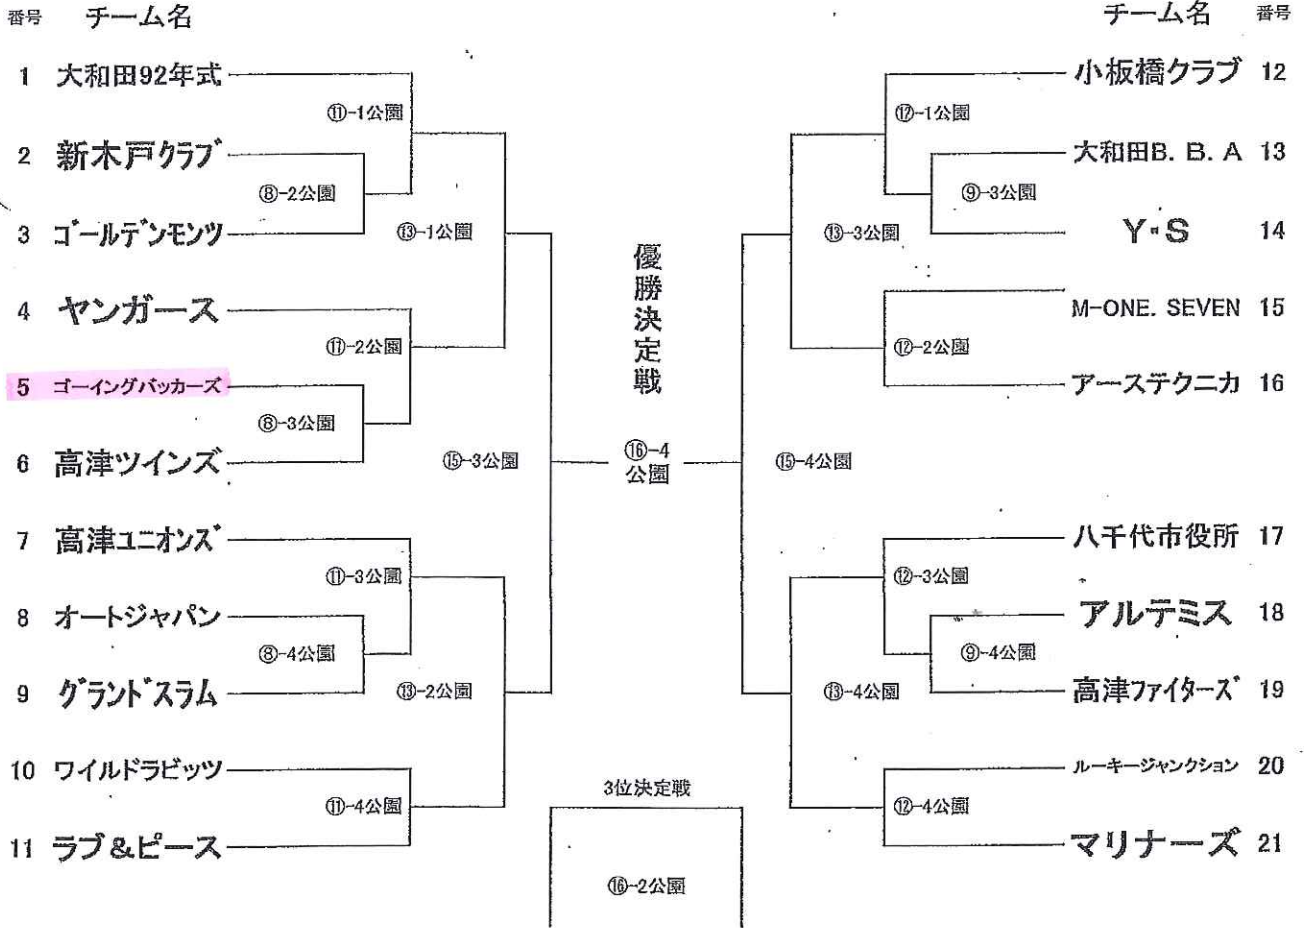 番号 チーム名
1 大和田92年式
2 新木戸クラブ
3 ゴールデンモンツ
4 ヤンガース
5 ゴーイングバッカーズ
6 高津ツインズ
7 高津ユニオンズ
8 オートジャパン
9 グランドスラム
10 ワイルドラビッツ
11 ラブ&ピース
⑪-1公園
⑧-2公園
⑬-1公園
⑪-2公園
⑧-3公園
⑮-3公園
⑪-3公園
⑧-4公園
⑬-2公園
⑪-4公園
優勝決定戦
⑯-4
公園
3位決定戦
⑯-2公園
⑫-1公園
⑨-3公園
⑬-3公園
⑫-2公園
⑮-4公園
⑫-3公園
⑨-4公園
⑬-4公園
⑫-4公園
チーム名 番号
小板橋クラブ 12
大和田B. B. A 13
Y・S 14
M-ONE. SEVEN 15
アーステクニカ 16
八千代市役所 17
アルテミス 18
高津ファイターズ 19
ルーキージャンクション 20
マリナーズ 21